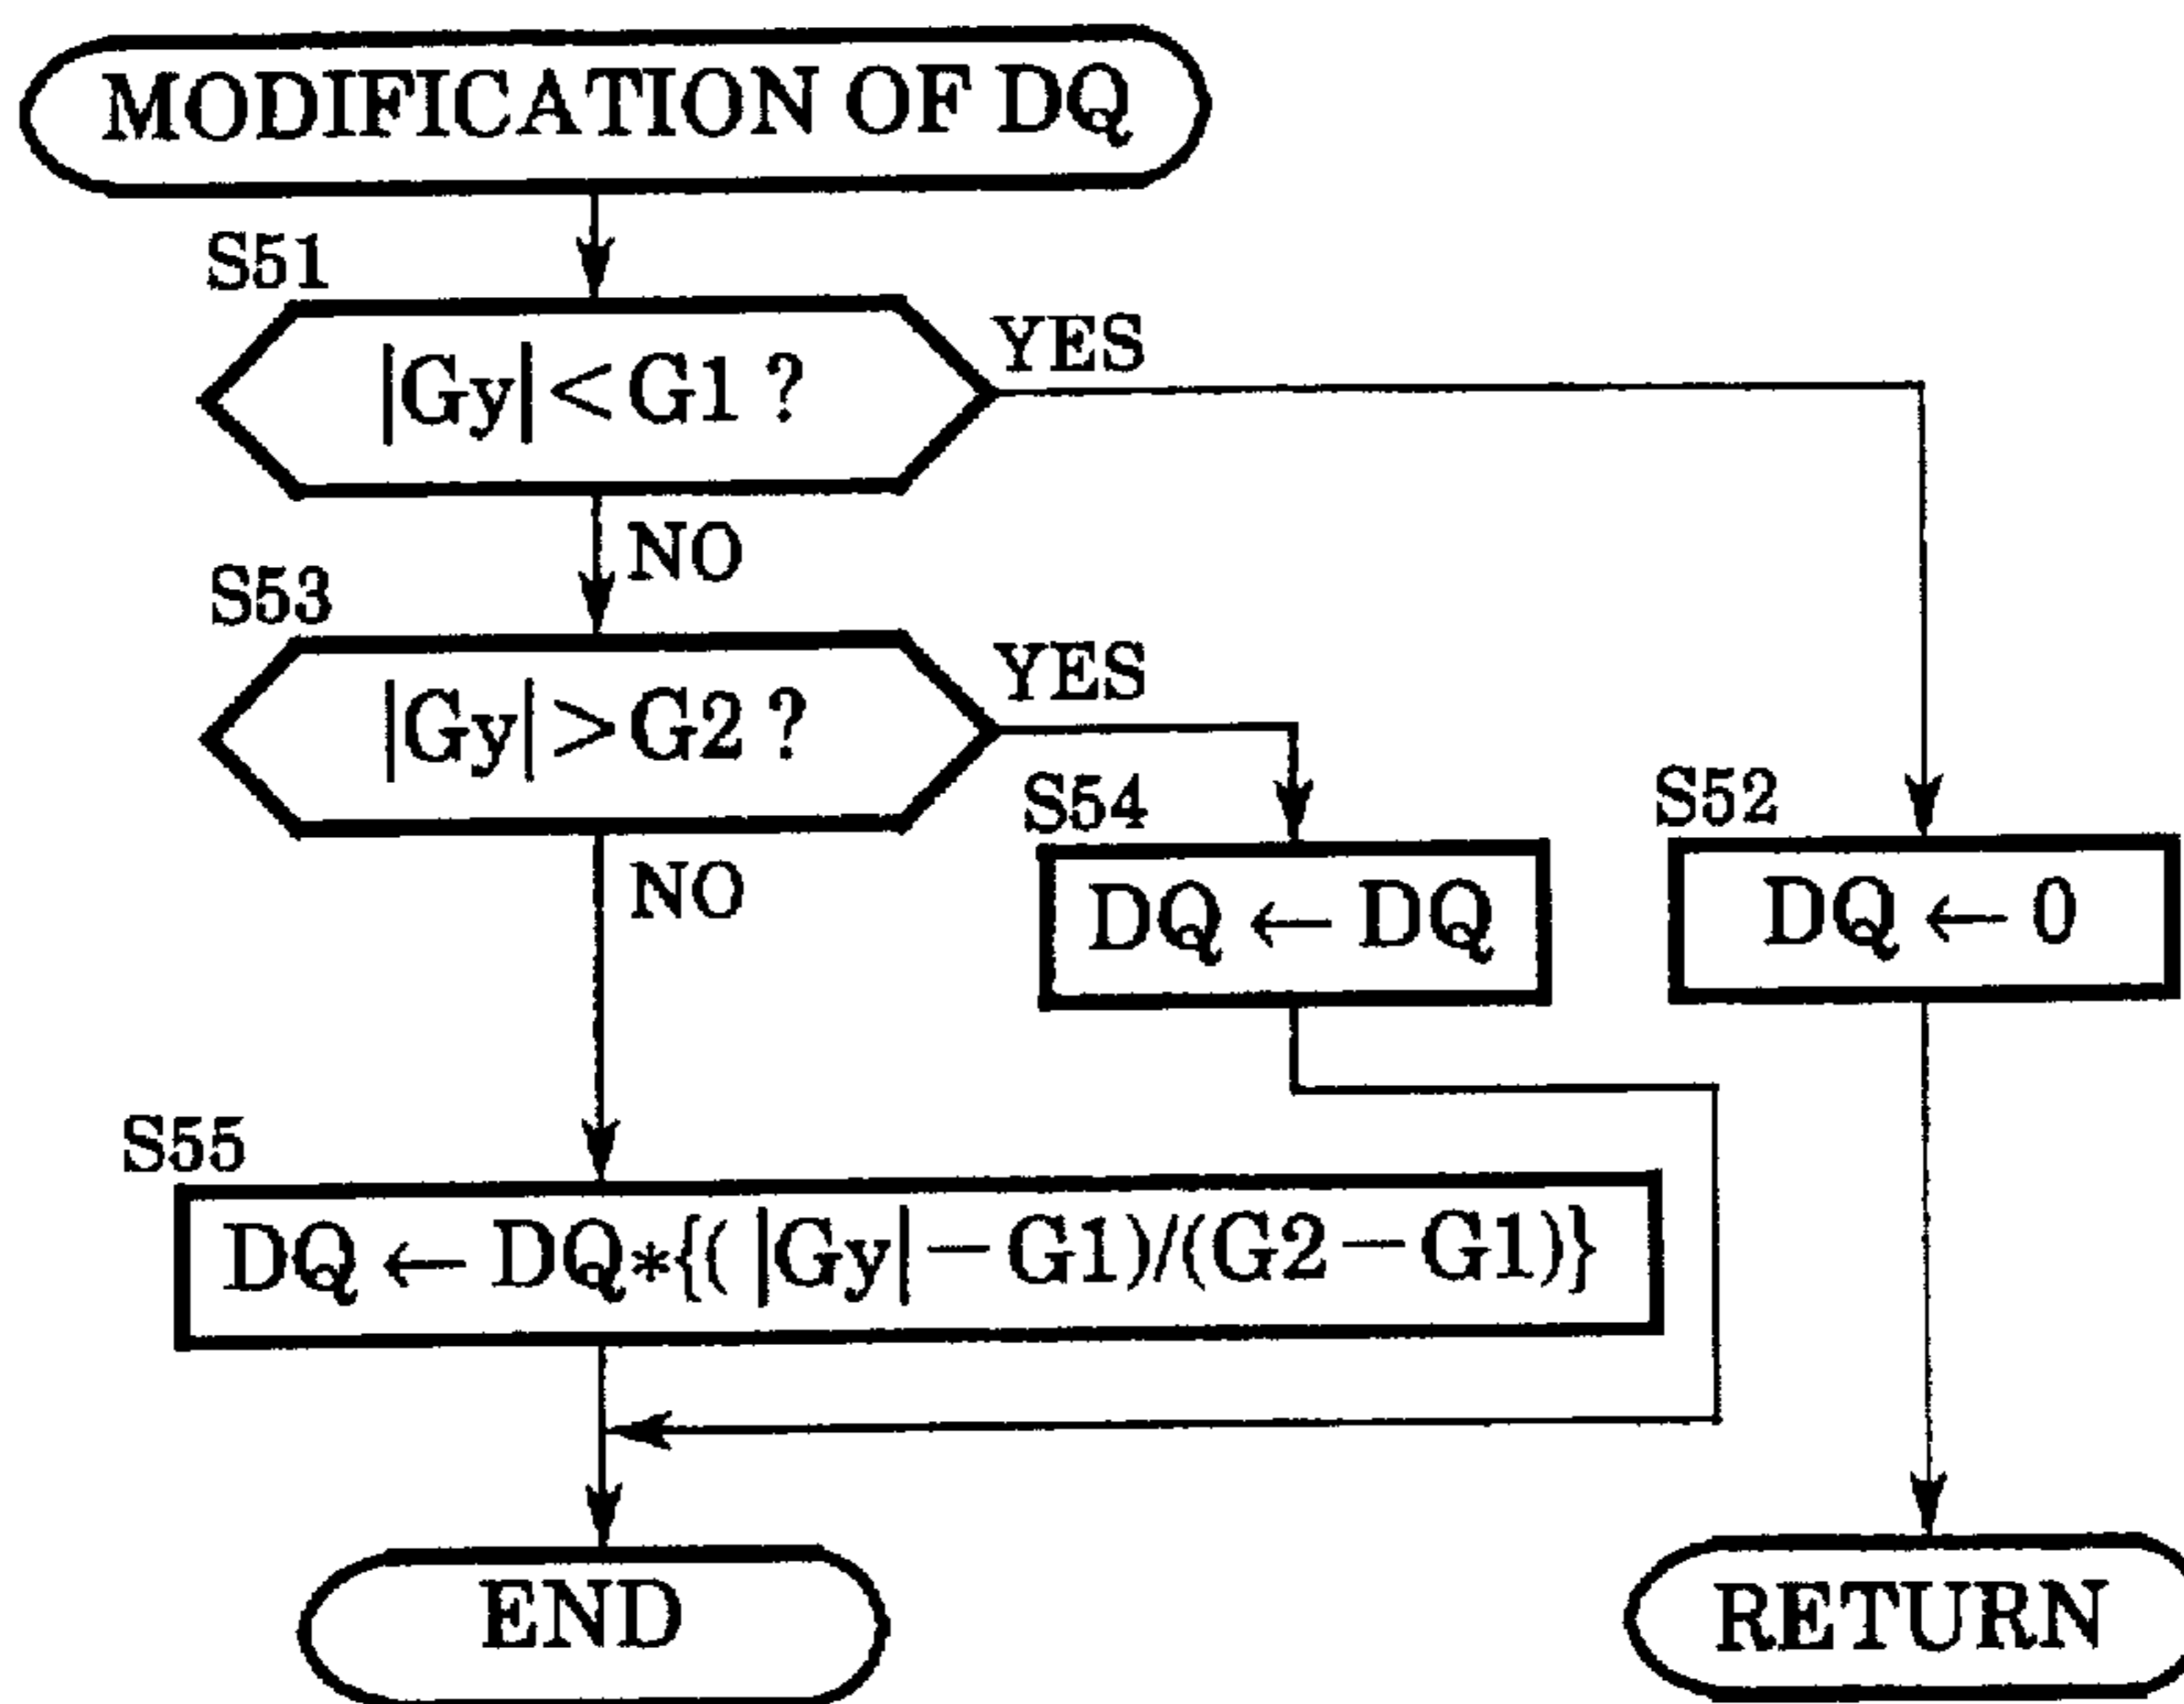 MODIFICATION OF DQ
S51
|Gy|<G1 ?
YES
NO
S53
|Gy|>G2 ?
YES
NO
S54
DQ ← DQ
S52
DQ ← 0
S55
DQ ← DQ*{( |Gy|− G1)/(G2−G1)}
END
RETURN